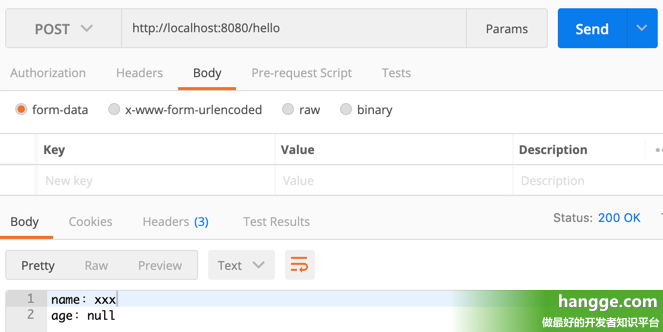 POST http://localhost:8080/hello Params Send
Authorization Headers Body Pre-request Script Tests
form-data x-www-form-urlencoded raw binary
Key Value Description
New key Value Description
Body Cookies Headers (3) Test Results Status: 200 OK
Pretty Raw Preview Text
1 name: xxx
2 age: null
hangge.com
做最好的开发者知识平台